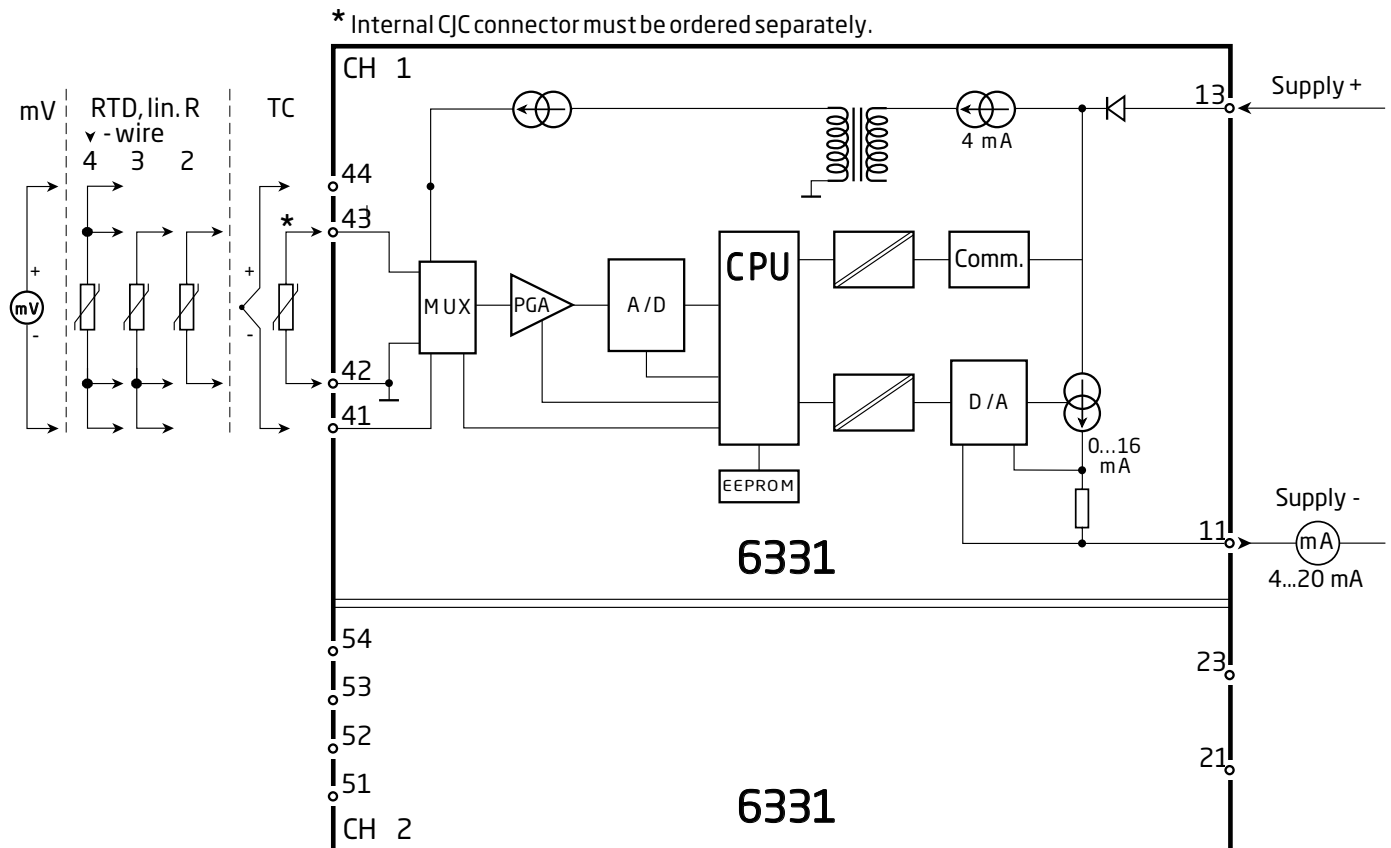 * Internal CJC connector must be ordered separately.
CH 1
mV
RTD, lin. R
- wire
4 3 2
TC
13
Supply +
4 mA
44
*
43
+
+
CPU
Comm.
MUX
PGA
A/D
mV
-
-
42
41
D/A
0...16
mA
EEPROM
Supply -
11
mA
6331
4...20 mA
54
53
52
51
23
21
6331
CH 2